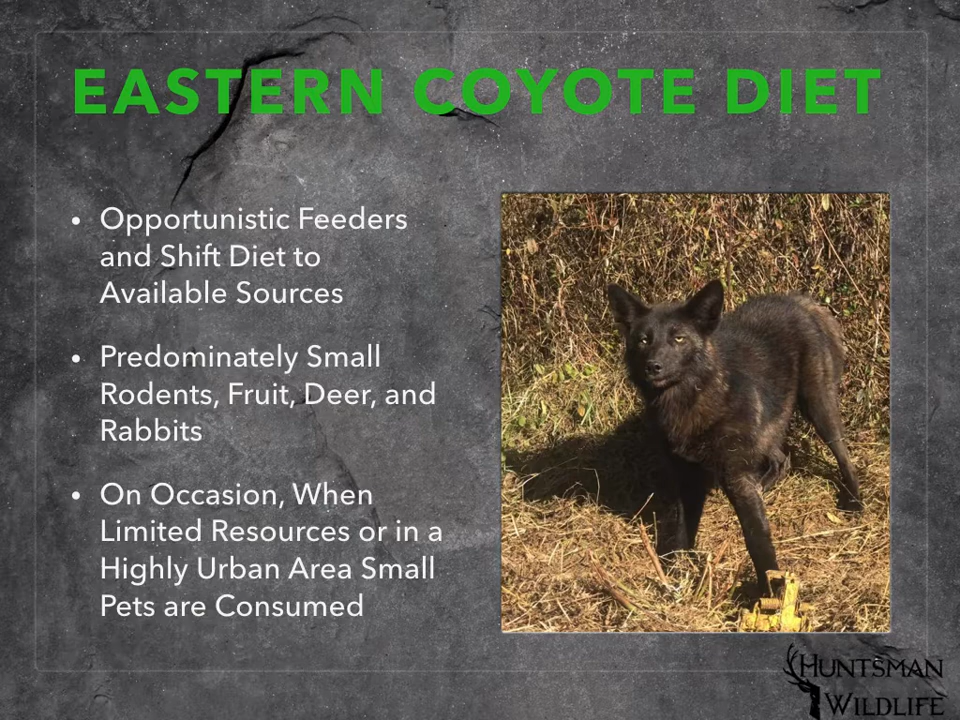 EASTERN COYOTE DIET
• Opportunistic Feeders
and Shift Diet to
Available Sources
• Predominately Small
Rodents, Fruit, Deer, and
Rabbits
• On Occasion, When
Limited Resources or in a
Highly Urban Area Small
Pets are Consumed
HUNTSMAN
WILDLIFE